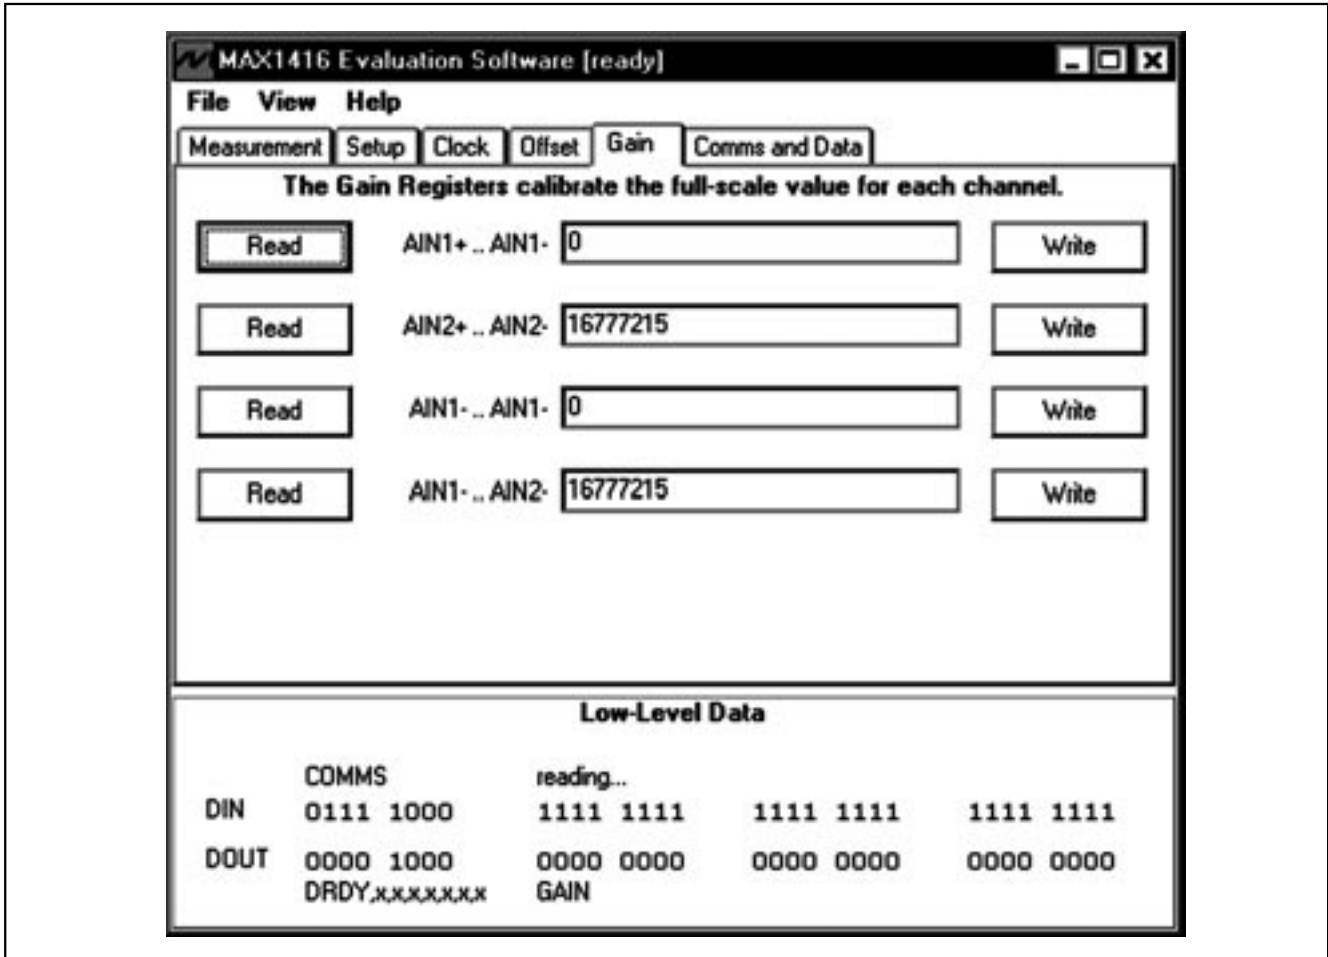 MAX1416 Evaluation Software [ready]
File View Help
Measurement Setup Clock Offset Gain Comms and Data
The Gain Registers calibrate the full-scale value for each channel.
Read AIN1+ .. AIN1- 0 Write
Read AIN2+ .. AIN2- 16777215 Write
Read AIN1- .. AIN1- 0 Write
Read AIN1- .. AIN2- 16777215 Write
Low-Level Data
COMMS reading...
DIN 0111 1000 1111 1111 1111 1111 1111 1111
DOUT 0000 1000 0000 0000 0000 0000 0000 0000
DRDY,x,x,x,x,x,x,x GAIN